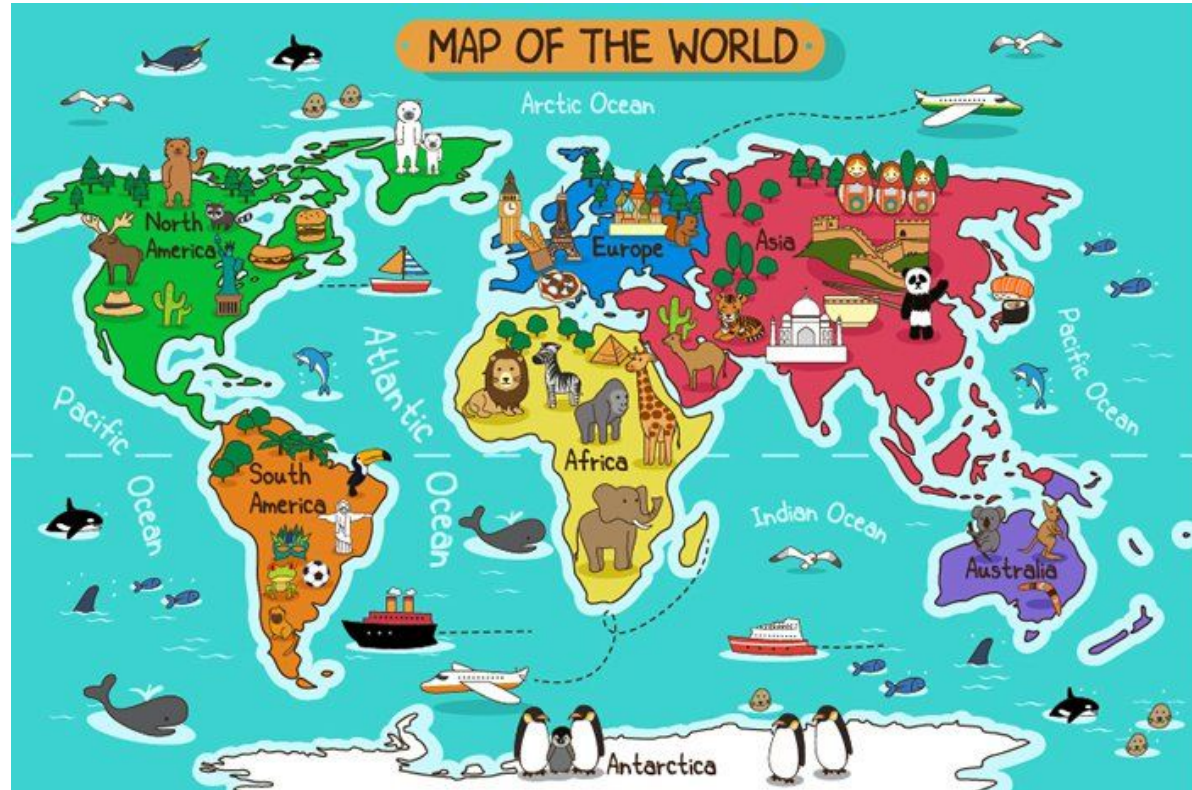 MAP OF THE WORLD
Arctic Ocean
North
America
Europe
Asia
Atlantic
Ocean
Pacific
Ocean
Pacific Ocean
Africa
South
America
Indian Ocean
Australia
Antarctica